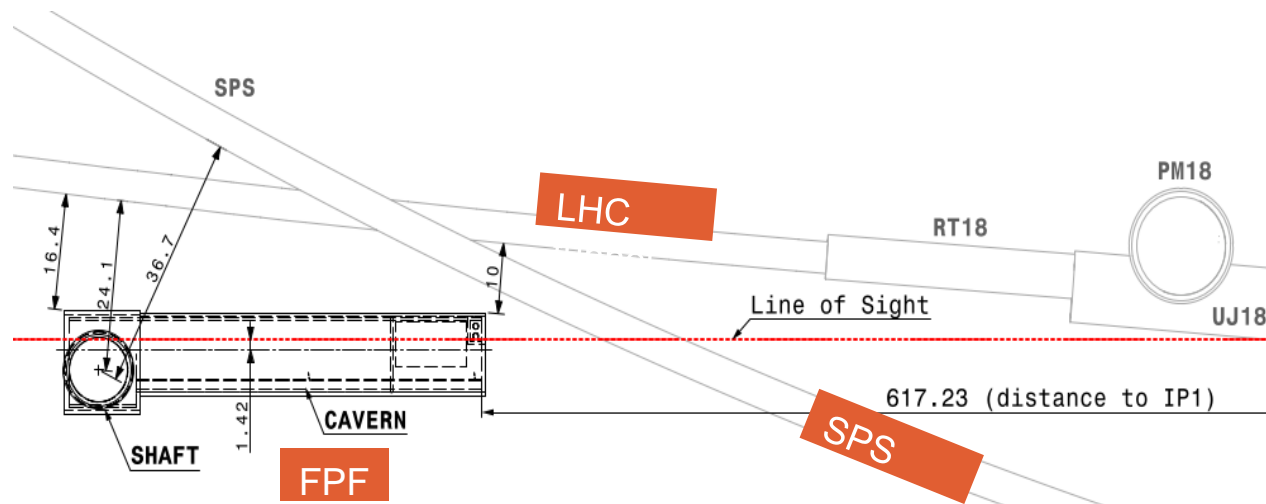 SPS
LHC
PM18
RT18
16.4
24.1
36.7
10
Line of Sight
UJ18
1.42
617.23 (distance to IP1)
CAVERN
SHAFT
SPS
FPF